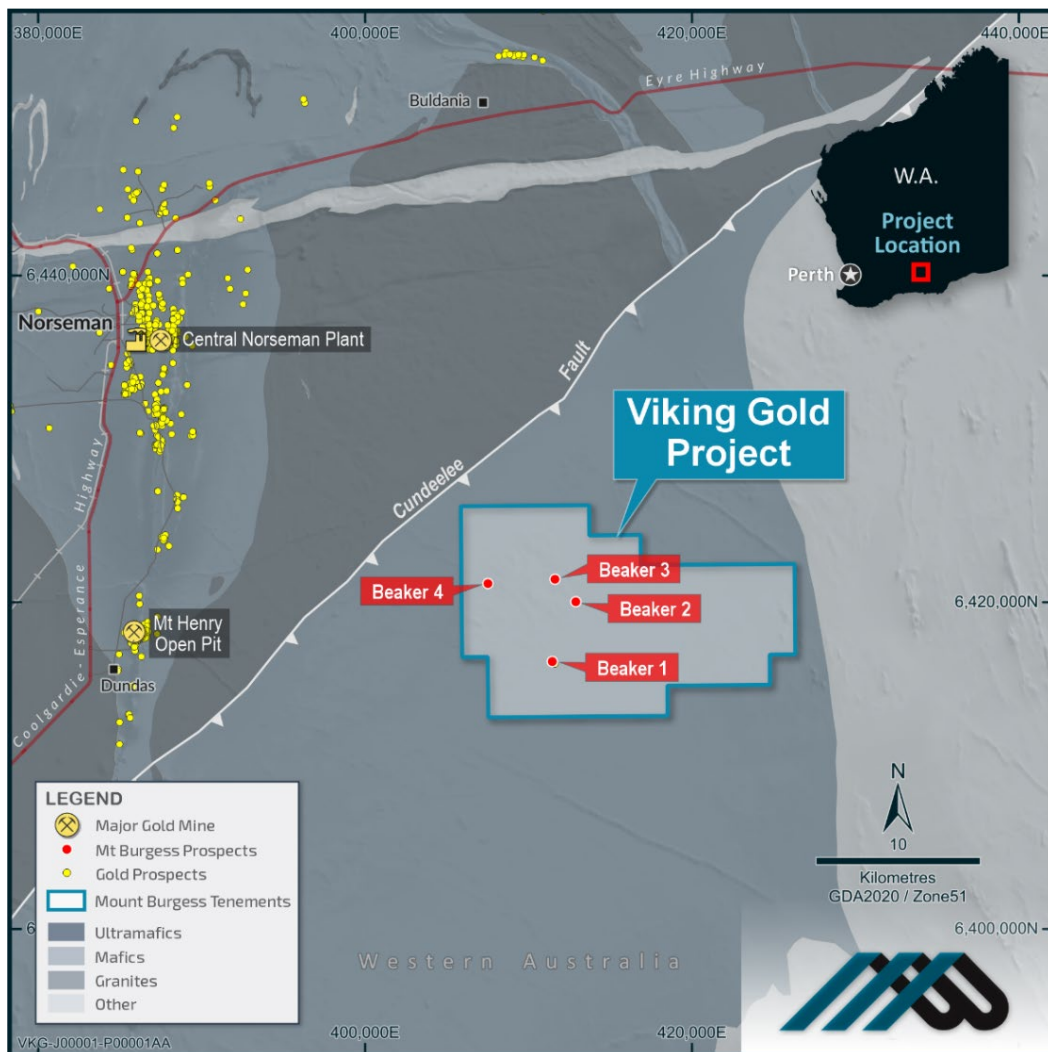 380,000E
400,000E
420,000E
440,000E
Eyre Highway
Buldania
W.A.
Project
Location
Perth
6,440,000N
Norseman
Central Norseman Plant
Fault
Cundeelee
Viking Gold
Project
Highway
Coolgardie - Esperance
Beaker 3
Beaker 4
Beaker 2
6,420,000N
Beaker 1
Mt Henry
Open Pit
Dundas
N
10
Kilometres
GDA2020 / Zone51
LEGEND
Major Gold Mine
Mt Burgess Prospects
Gold Prospects
Mount Burgess Tenements
Ultramafics
Mafics
Granites
Other
6,400,000N
Western Australia
400,000E
420,000E
VKG-J00001-P00001AA